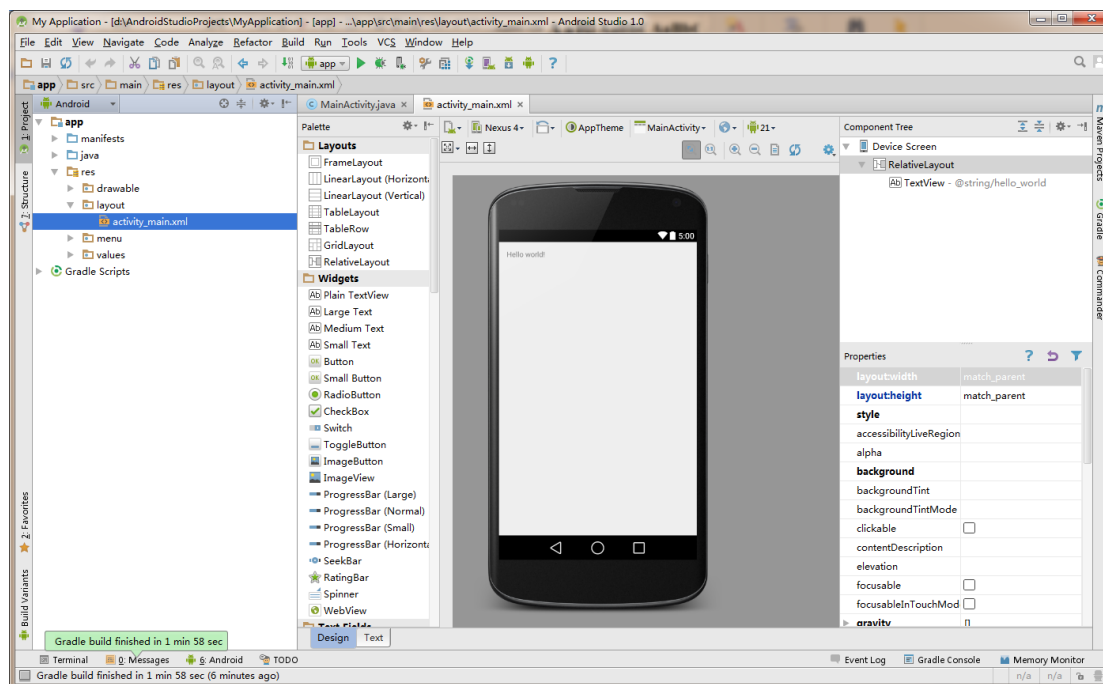 My Application - [d:\AndroidStudioProjects\MyApplication] - [app] - ...\app\src\main\res\layout\activity_main.xml - Android Studio 1.0
File Edit View Navigate Code Analyze Refactor Build Run Tools VCS Window Help
app
app src main res layout activity_main.xml
1: Project
Z: Structure
2: Favorites
Build Variants
Android
app
manifests
java
res
drawable
layout
activity_main.xml
menu
values
Gradle Scripts
MainActivity.java activity_main.xml
Palette
Layouts
FrameLayout
LinearLayout (Horizonta
LinearLayout (Vertical)
TableLayout
TableRow
GridLayout
RelativeLayout
Widgets
Ab Plain TextView
Ab Large Text
Ab Medium Text
Ab Small Text
OK Button
OK Small Button
RadioButton
CheckBox
Switch
ToggleButton
ImageButton
ImageView
ProgressBar (Large)
ProgressBar (Normal)
ProgressBar (Small)
ProgressBar (Horizonta
SeekBar
RatingBar
Spinner
WebView
Text Fields
Design Text
Nexus 4 AppTheme MainActivity 21
5:00
Hello world!
Component Tree
Device Screen
RelativeLayout
Ab TextView - @string/hello_world
Properties
layout:width match_parent
layout:height match_parent
style
accessibilityLiveRegion
alpha
background
backgroundTint
backgroundTintMode
clickable
contentDescription
elevation
focusable
focusableInTouchMod
gravity []
m Maven Projects
Gradle
Commander
Gradle build finished in 1 min 58 sec
Terminal 0: Messages 6: Android TODO Event Log Gradle Console Memory Monitor
Gradle build finished in 1 min 58 sec (6 minutes ago) n/a n/a